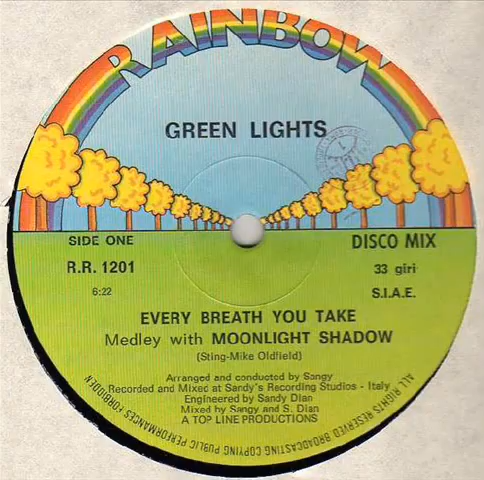 RAINBOW
GREEN LIGHTS
SIDE ONE
DISCO MIX
R.R. 1201
33 giri
6:22
S.I.A.E.
EVERY BREATH YOU TAKE
Medley with MOONLIGHT SHADOW
(Sting-Mike Oldfield)
Arranged and conducted by Sangy
Recorded and Mixed at Sandy's Recording Studios - Italy
Engineered by Sandy Dian
Mixed by Sangy and S. Dian
A TOP LINE PRODUCTIONS
ALL RIGHTS RESERVED BROADCASTING COPYING PUBLIC PERFORMANCES FORBIDDEN